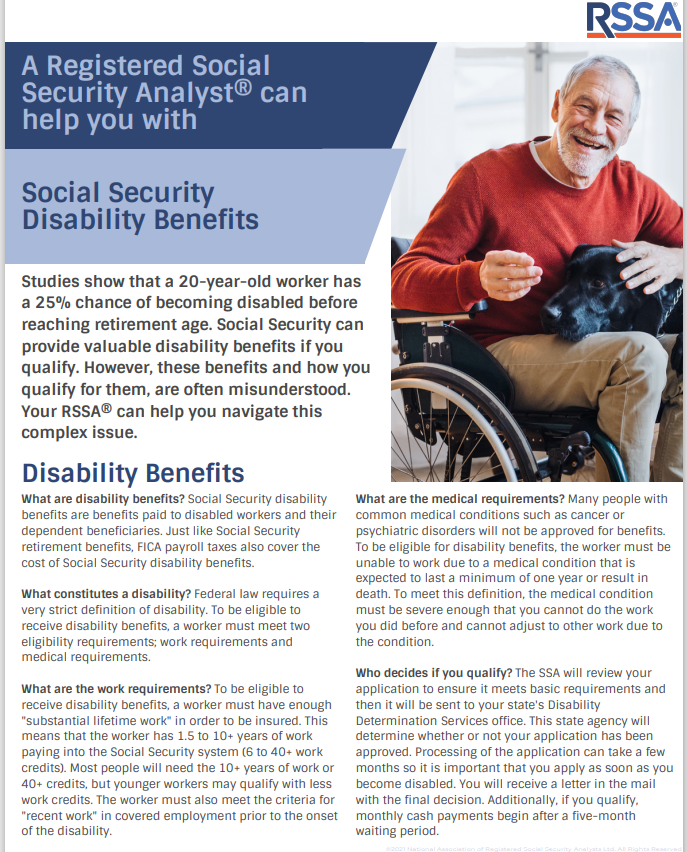 RSSA®
A Registered Social
Security Analyst® can
help you with
Social Security
Disability Benefits
Studies show that a 20-year-old worker has
a 25% chance of becoming disabled before
reaching retirement age. Social Security can
provide valuable disability benefits if you
qualify. However, these benefits and how you
qualify for them, are often misunderstood.
Your RSSA® can help you navigate this
complex issue.
Disability Benefits
What are disability benefits? Social Security disability
benefits are benefits paid to disabled workers and their
dependent beneficiaries. Just like Social Security
retirement benefits, FICA payroll taxes also cover the
cost of Social Security disability benefits.
What constitutes a disability? Federal law requires a
very strict definition of disability. To be eligible to
receive disability benefits, a worker must meet two
eligibility requirements; work requirements and
medical requirements.
What are the work requirements? To be eligible to
receive disability benefits, a worker must have enough
"substantial lifetime work" in order to be insured. This
means that the worker has 1.5 to 10+ years of work
paying into the Social Security system (6 to 40+ work
credits). Most people will need the 10+ years of work or
40+ credits, but younger workers may qualify with less
work credits. The worker must also meet the criteria for
"recent work" in covered employment prior to the onset
of the disability.
What are the medical requirements? Many people with
common medical conditions such as cancer or
psychiatric disorders will not be approved for benefits.
To be eligible for disability benefits, the worker must be
unable to work due to a medical condition that is
expected to last a minimum of one year or result in
death. To meet this definition, the medical condition
must be severe enough that you cannot do the work
you did before and cannot adjust to other work due to
the condition.
Who decides if you qualify? The SSA will review your
application to ensure it meets basic requirements and
then it will be sent to your state's Disability
Determination Services office. This state agency will
determine whether or not your application has been
approved. Processing of the application can take a few
months so it is important that you apply as soon as you
become disabled. You will receive a letter in the mail
with the final decision. Additionally, if you qualify,
monthly cash payments begin after a five-month
waiting period.
©2021 National Association of Registered Social Security Analysts Ltd. All Rights Reserved